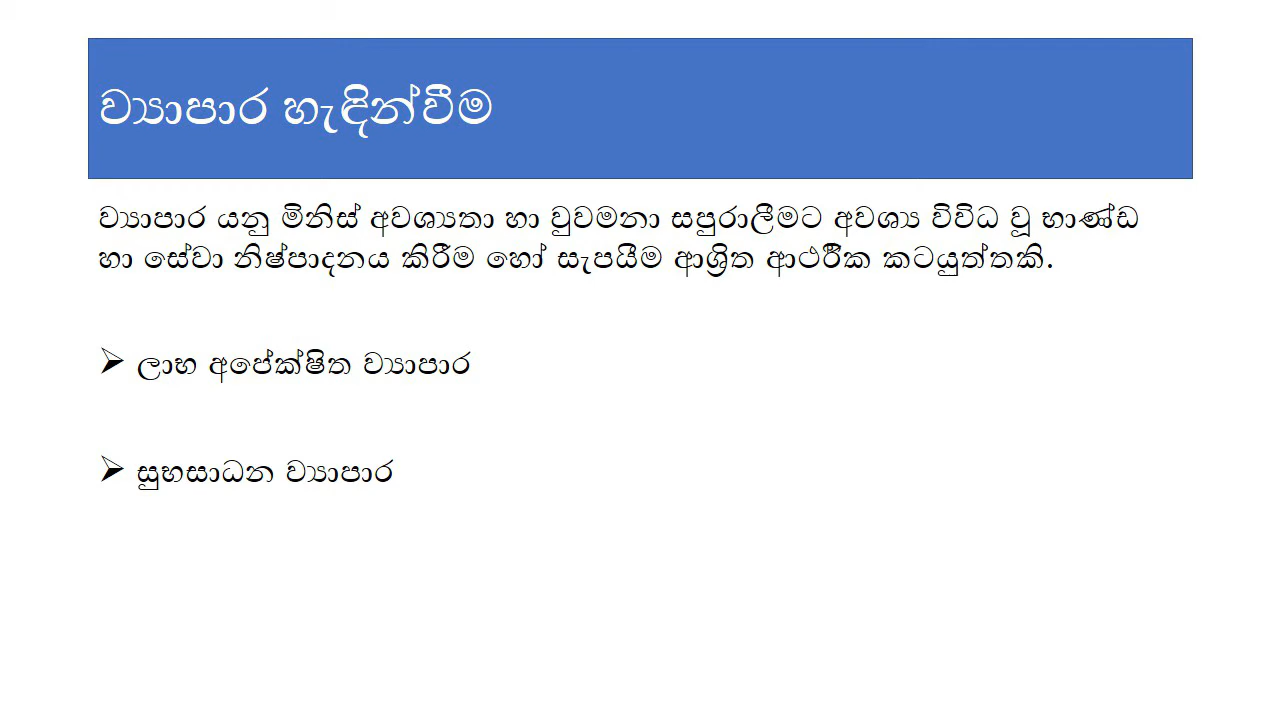 ව්‍යාපාර හැඳින්වීම
ව්‍යාපාර යනු මිනිස් අවශ්‍යතා හා වුවමනා සපුරාලීමට අවශ්‍ය විවිධ වූ භාණ්ඩ
හා සේවා නිෂ්පාදනය කිරීම හෝ සැපයීම ආශ්‍රිත ආර්ථික කටයුත්තකි.
➢ ලාභ අපේක්ෂිත ව්‍යාපාර
➢ සුභසාධන ව්‍යාපාර